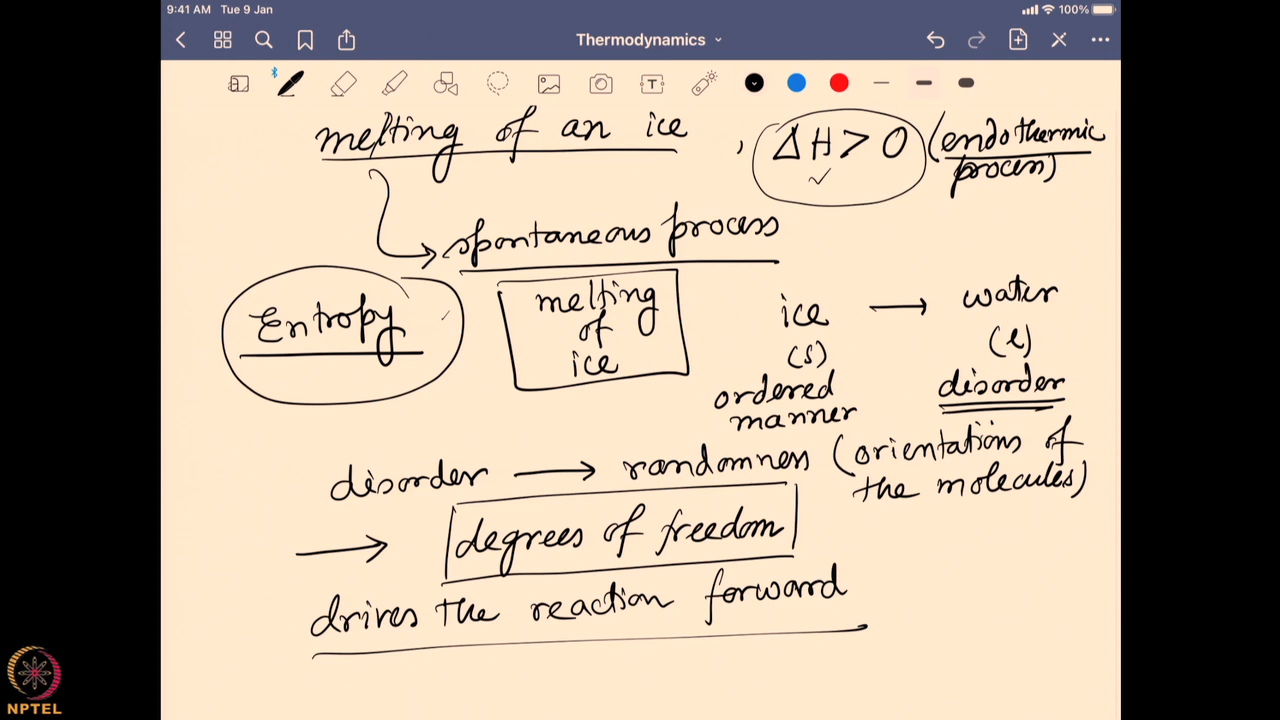 9:41 AM Tue 9 Jan
100%
Thermodynamics
melting of an ice , ΔH > 0 (endothermic
process)
spontaneous process
Entropy
melting
of
ice
ice → water
(s) (l)
ordered
manner
disorder
disorder → randomness (orientations of
the molecules)
→ degrees of freedom
drives the reaction forward
NPTEL